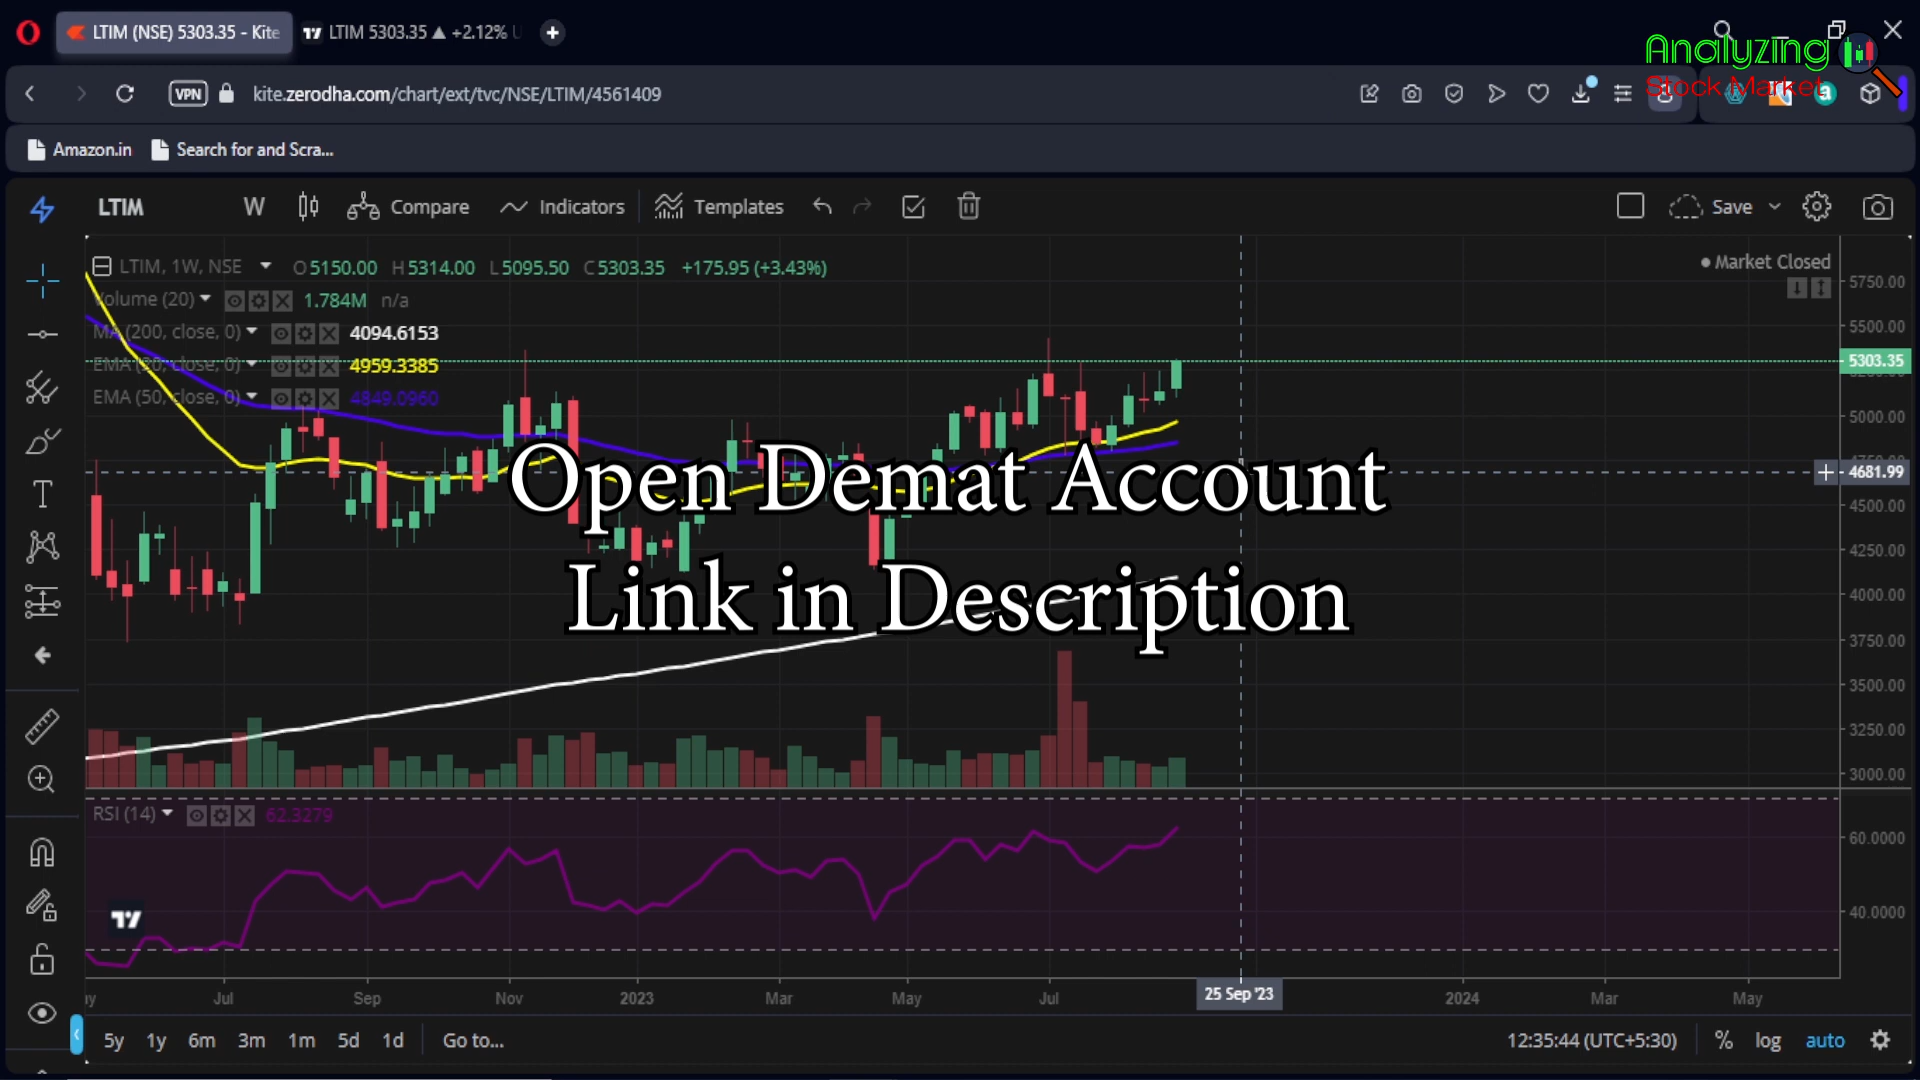 LTIM (NSE) 5303.35 - Kite
LTIM 5303.35 ▲ +2.12%
Analyzing
Stock Market
VPN
kite.zerodha.com/chart/ext/tvc/NSE/LTIM/4561409
Amazon.in
Search for and Scra...
LTIM
W
Compare
Indicators
Templates
Save
LTIM, 1W, NSE
O5150.00 H5314.00 L5095.50 C5303.35 +175.95 (+3.43%)
Market Closed
Volume (20)
1.784M n/a
MA (200, close, 0)
4094.6153
EMA (20, close, 0)
4959.3385
EMA (50, close, 0)
4849.0960
5750.00
5500.00
5303.35
5000.00
4681.99
4500.00
4250.00
4000.00
3750.00
3500.00
3250.00
3000.00
Open Demat Account
Link in Description
RSI (14)
62.3279
60.0000
40.0000
Jul
Sep
Nov
2023
Mar
May
Jul
25 Sep '23
2024
Mar
May
5y 1y 6m 3m 1m 5d 1d Go to...
12:35:44 (UTC+5:30)
% log auto